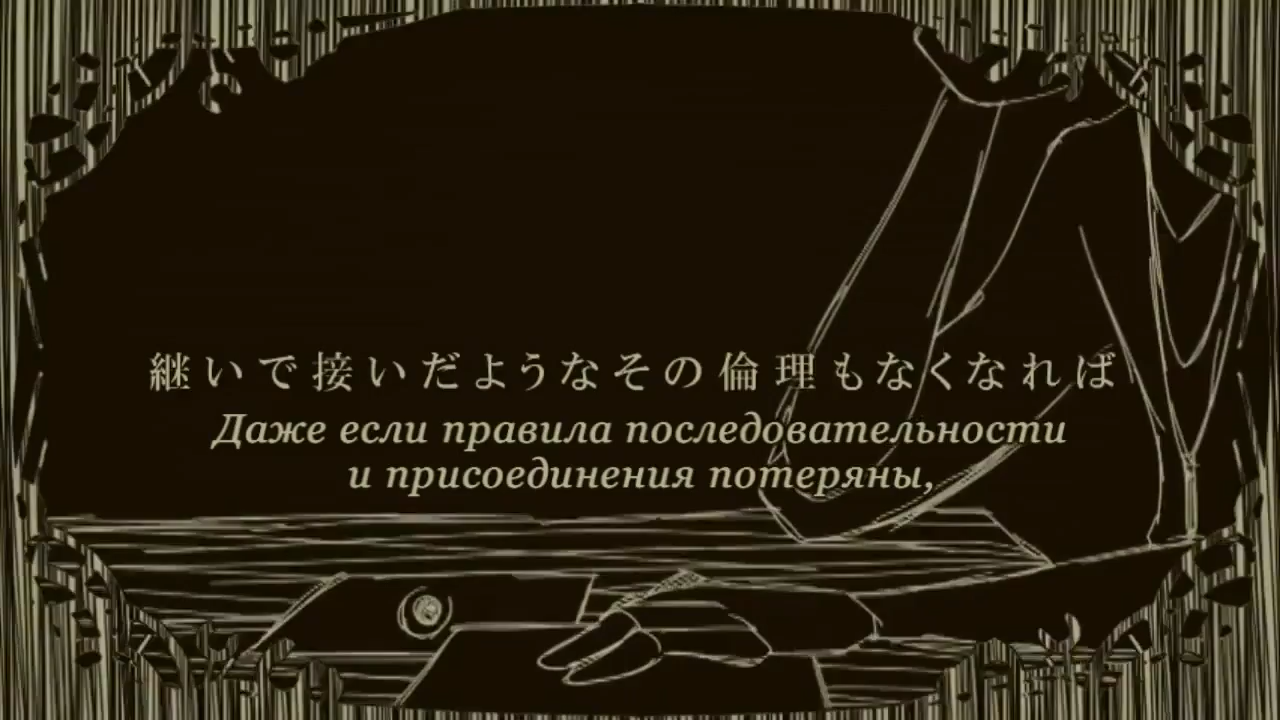 継いで接いだようなその倫理もなくなれば
Даже если правила последовательности
и присоединения потеряны,